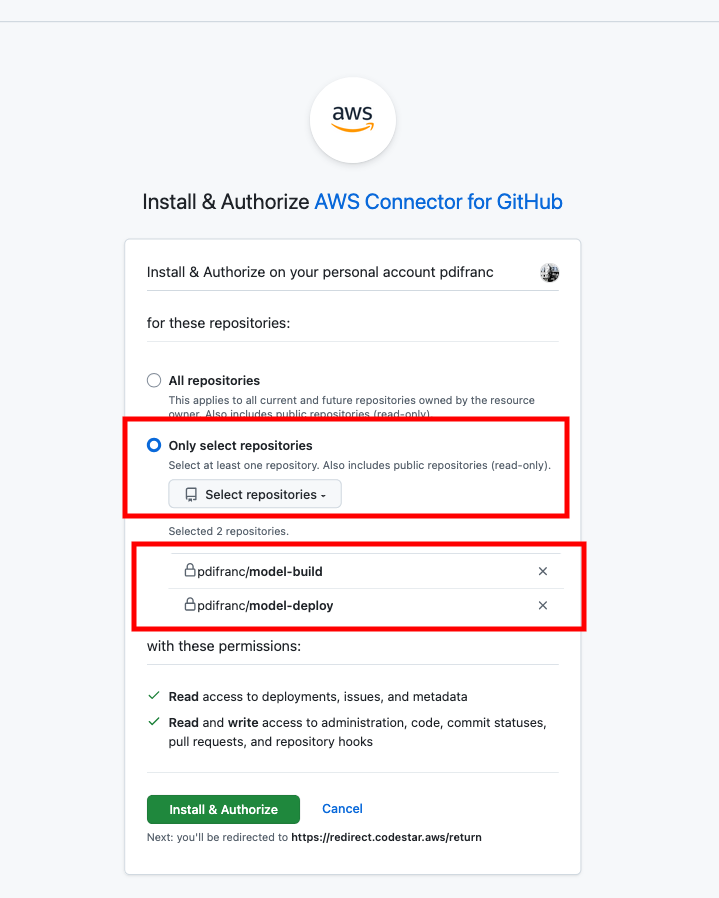 aws
Install & Authorize AWS Connector for GitHub
Install & Authorize on your personal account pdifranc
for these repositories:
All repositories
This applies to all current and future repositories owned by the resource
owner. Also includes public repositories (read-only).
Only select repositories
Select at least one repository. Also includes public repositories (read-only).
Select repositories
Selected 2 repositories.
pdifranc/model-build
pdifranc/model-deploy
with these permissions:
Read access to deployments, issues, and metadata
Read and write access to administration, code, commit statuses,
pull requests, and repository hooks
Install & Authorize Cancel
Next: you'll be redirected to https://redirect.codestar.aws/return